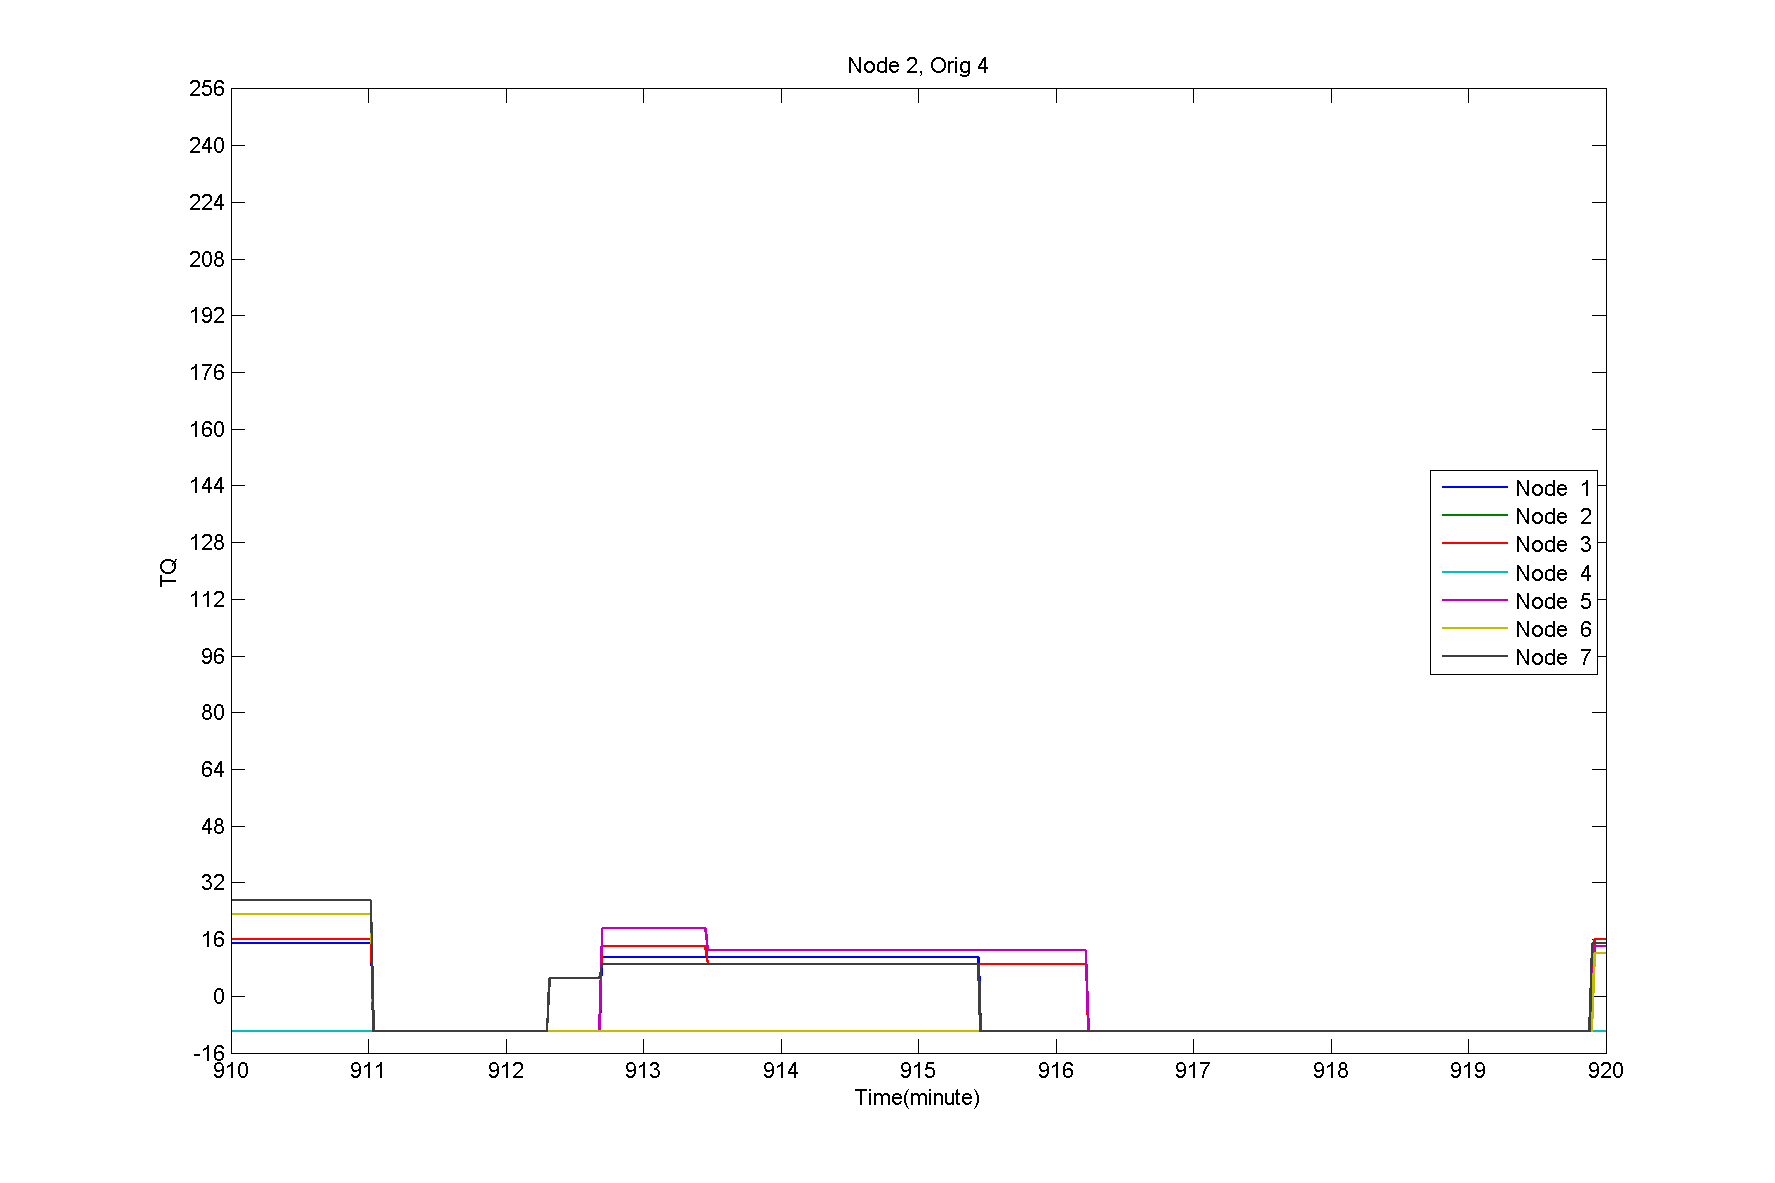 Node 2, Orig 4
256
240
224
208
192
176
160
144
128
112
96
80
64
48
32
16
0
-16
TQ
Node 1
Node 2
Node 3
Node 4
Node 5
Node 6
Node 7
910 911 912 913 914 915 916 917 918 919 920
Time(minute)